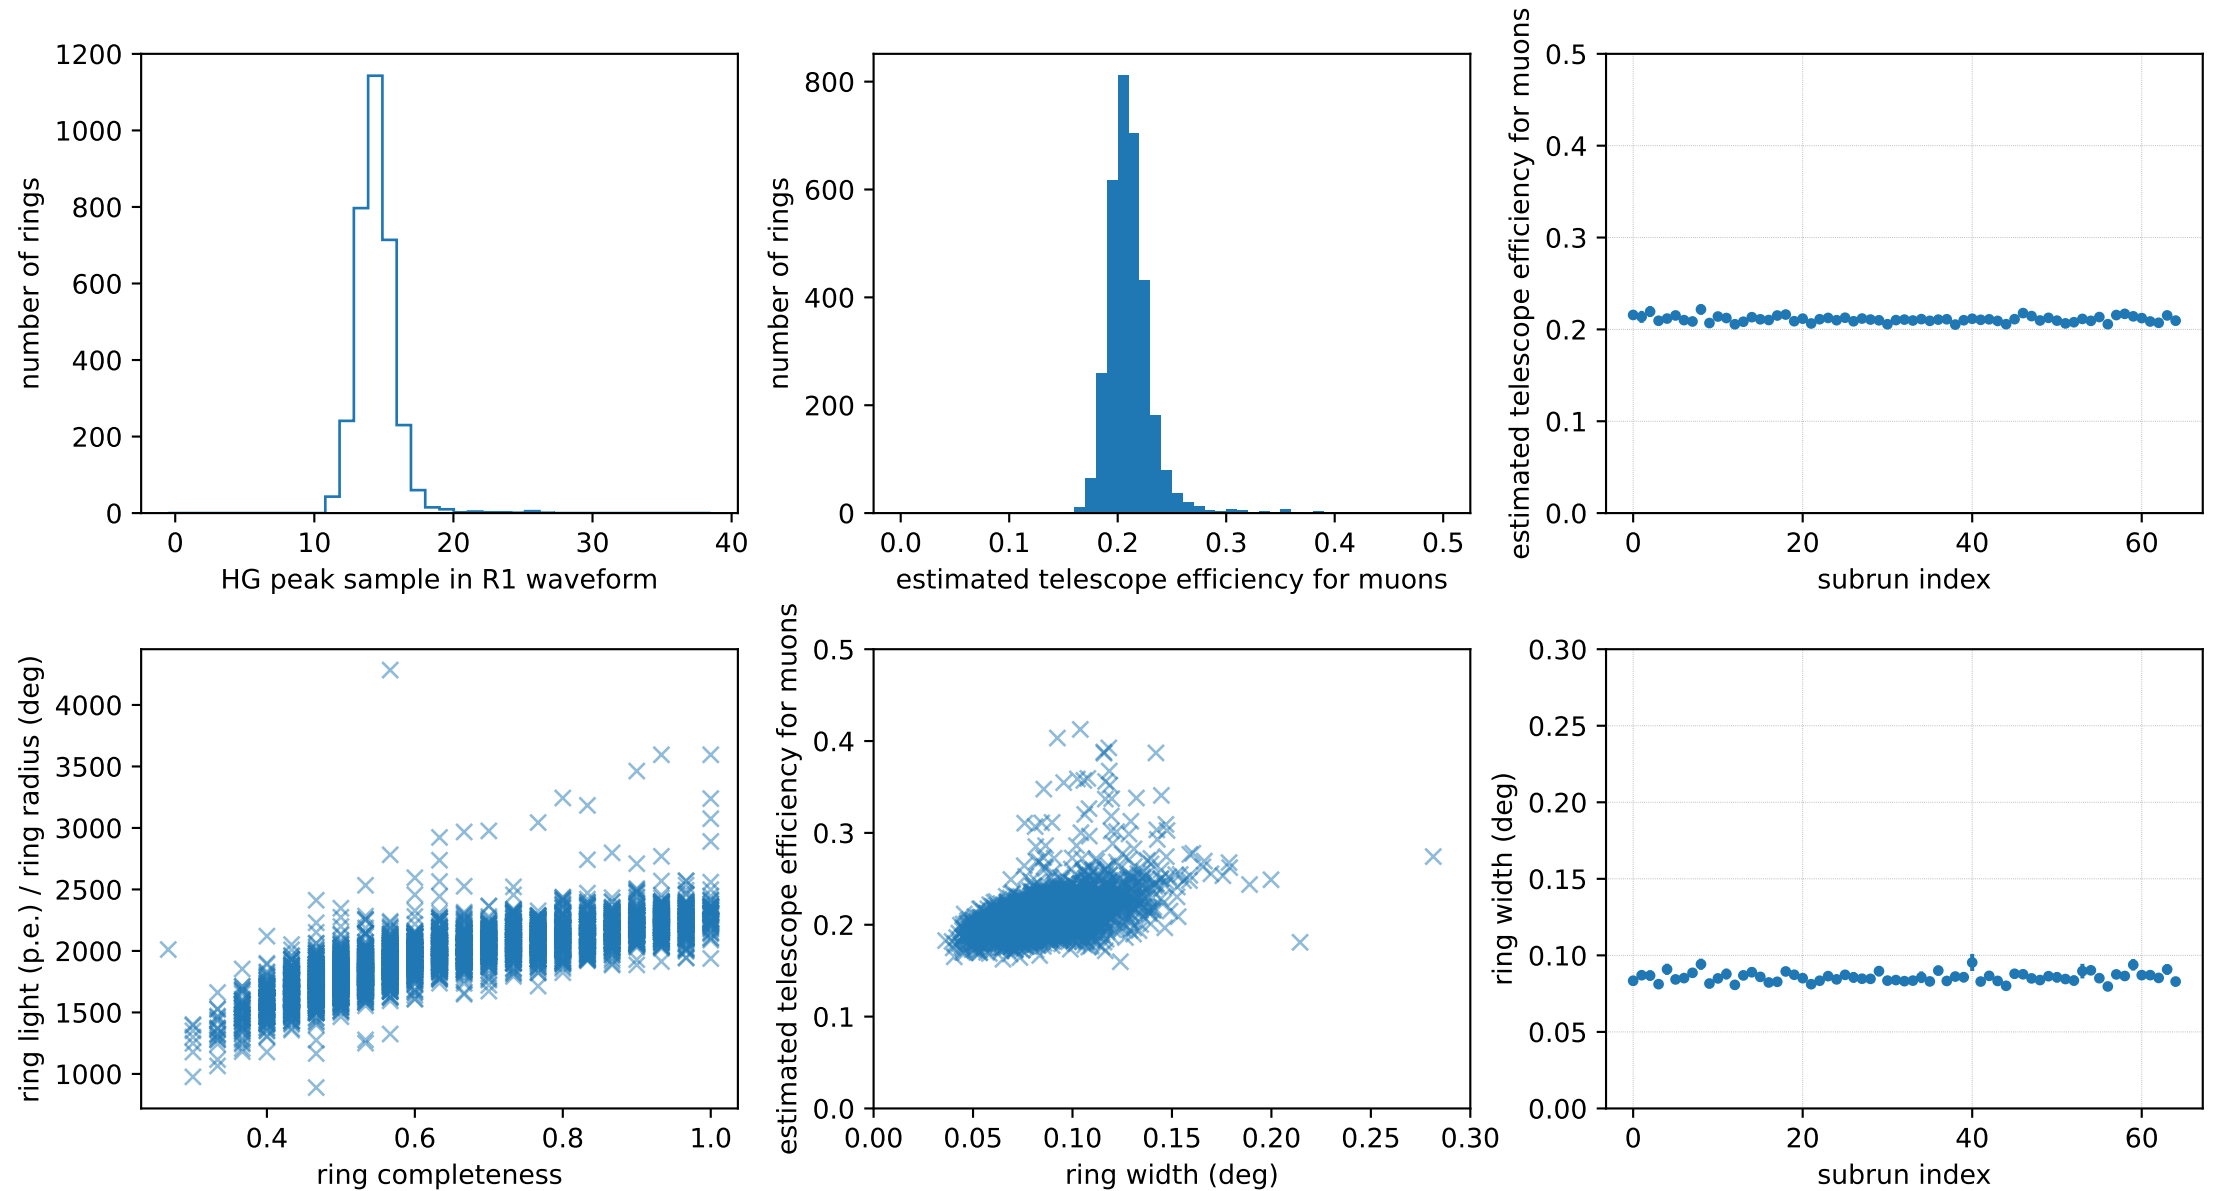 1200
1000
800
600
400
200
0
number of rings
0 10 20 30 40
HG peak sample in R1 waveform
800
600
400
200
0
number of rings
0.0 0.1 0.2 0.3 0.4 0.5
estimated telescope efficiency for muons
0.5
0.4
0.3
0.2
0.1
0.0
estimated telescope efficiency for muons
0 20 40 60
subrun index
4000
3500
3000
2500
2000
1500
1000
ring light (p.e.) / ring radius (deg)
0.4 0.6 0.8 1.0
ring completeness
0.5
0.4
0.3
0.2
0.1
0.0
estimated telescope efficiency for muons
0.00 0.05 0.10 0.15 0.20 0.25 0.30
ring width (deg)
0.30
0.25
0.20
0.15
0.10
0.05
0.00
ring width (deg)
0 20 40 60
subrun index